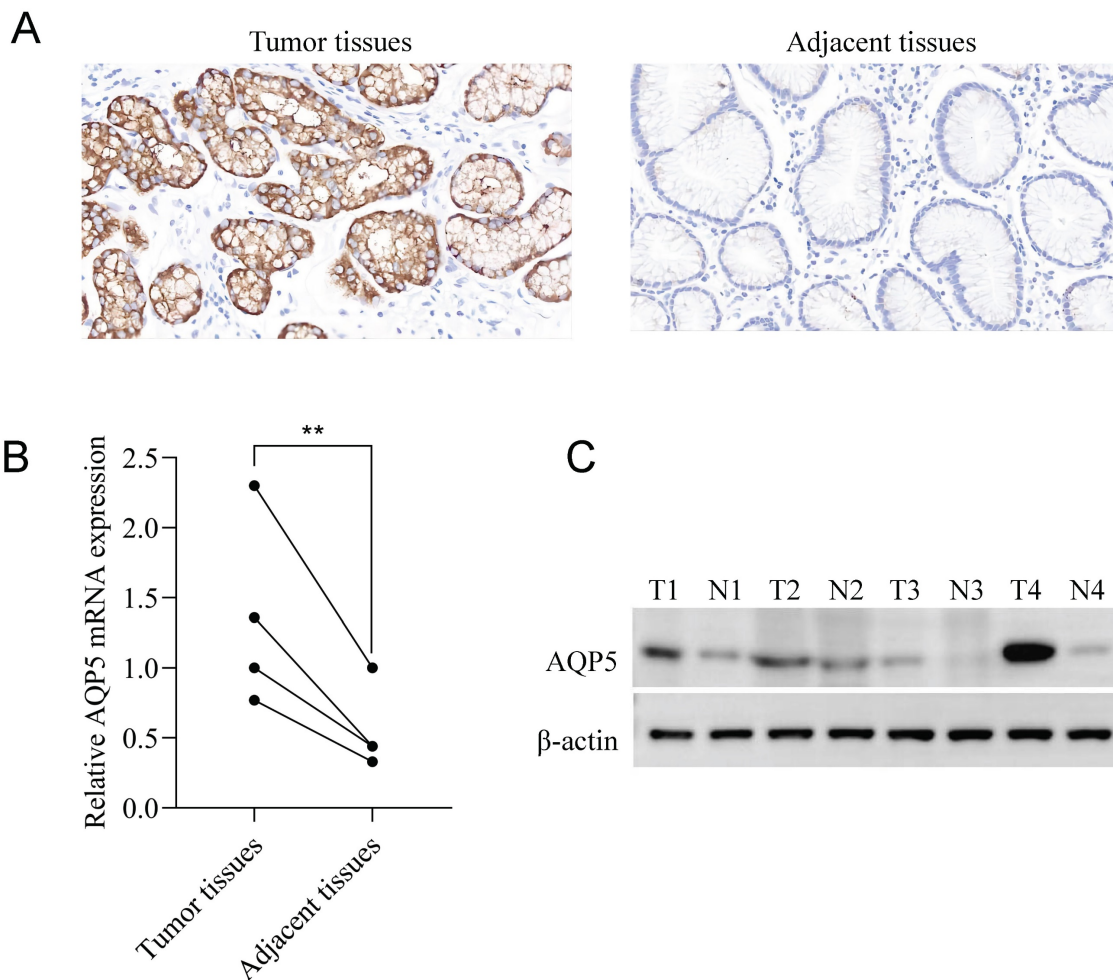 A
Tumor tissues
Adjacent tissues
B
Relative AQP5 mRNA expression
**
2.5
2.0
1.5
1.0
0.5
0.0
Tumor tissues
Adjacent tissues
C
T1 N1 T2 N2 T3 N3 T4 N4
AQP5
β-actin